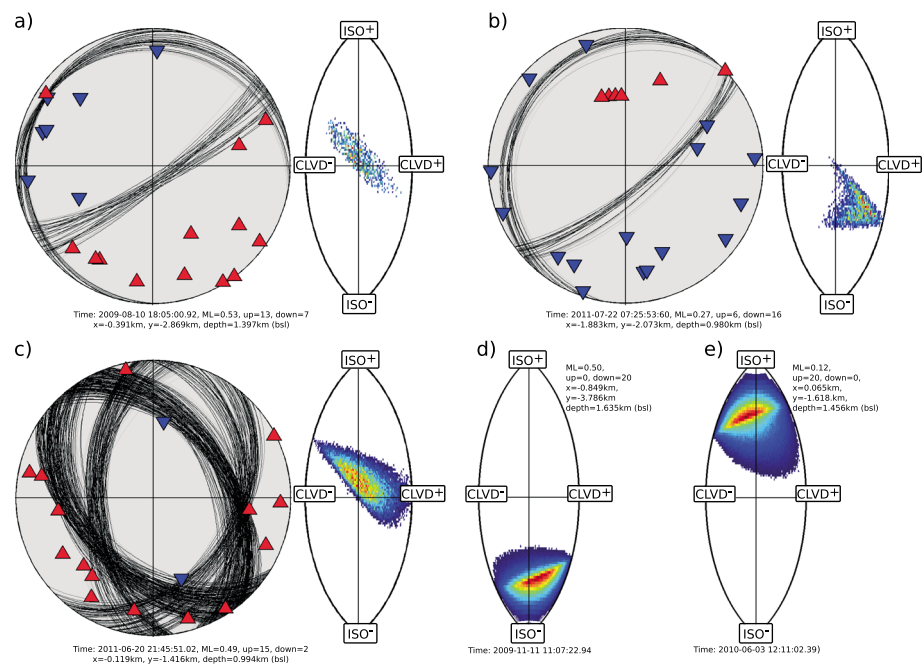 a)
ISO+
CLVD-
CLVD+
ISO-
Time: 2009-08-10 18:05:00.92, ML=0.53, up=13, down=7
x=-0.391km, y=-2.869km, depth=1.397km (bsl)
b)
ISO+
CLVD-
CLVD+
ISO-
Time: 2011-07-22 07:25:53:60, ML=0.27, up=6, down=16
x=-1.883km, y=-2.073km, depth=0.980km (bsl)
c)
ISO+
CLVD-
CLVD+
ISO-
Time: 2011-06-20 21:45:51.02, ML=0.49, up=15, down=2
x=-0.119km, y=-1.416km, depth=0.994km (bsl)
d)
ISO+
ML=0.50,
up=0, down=20
x=-0.849km,
y=-3.786km,
depth=1.635km (bsl)
CLVD-
CLVD+
ISO-
Time: 2009-11-11 11:07:22.94
e)
ISO+
ML=0.12,
up=20, down=0,
x=0.065km,
y=-1.618.km,
depth=1.456km (bsl)
CLVD-
CLVD+
ISO-
Time: 2010-06-03 12:11:02.39)